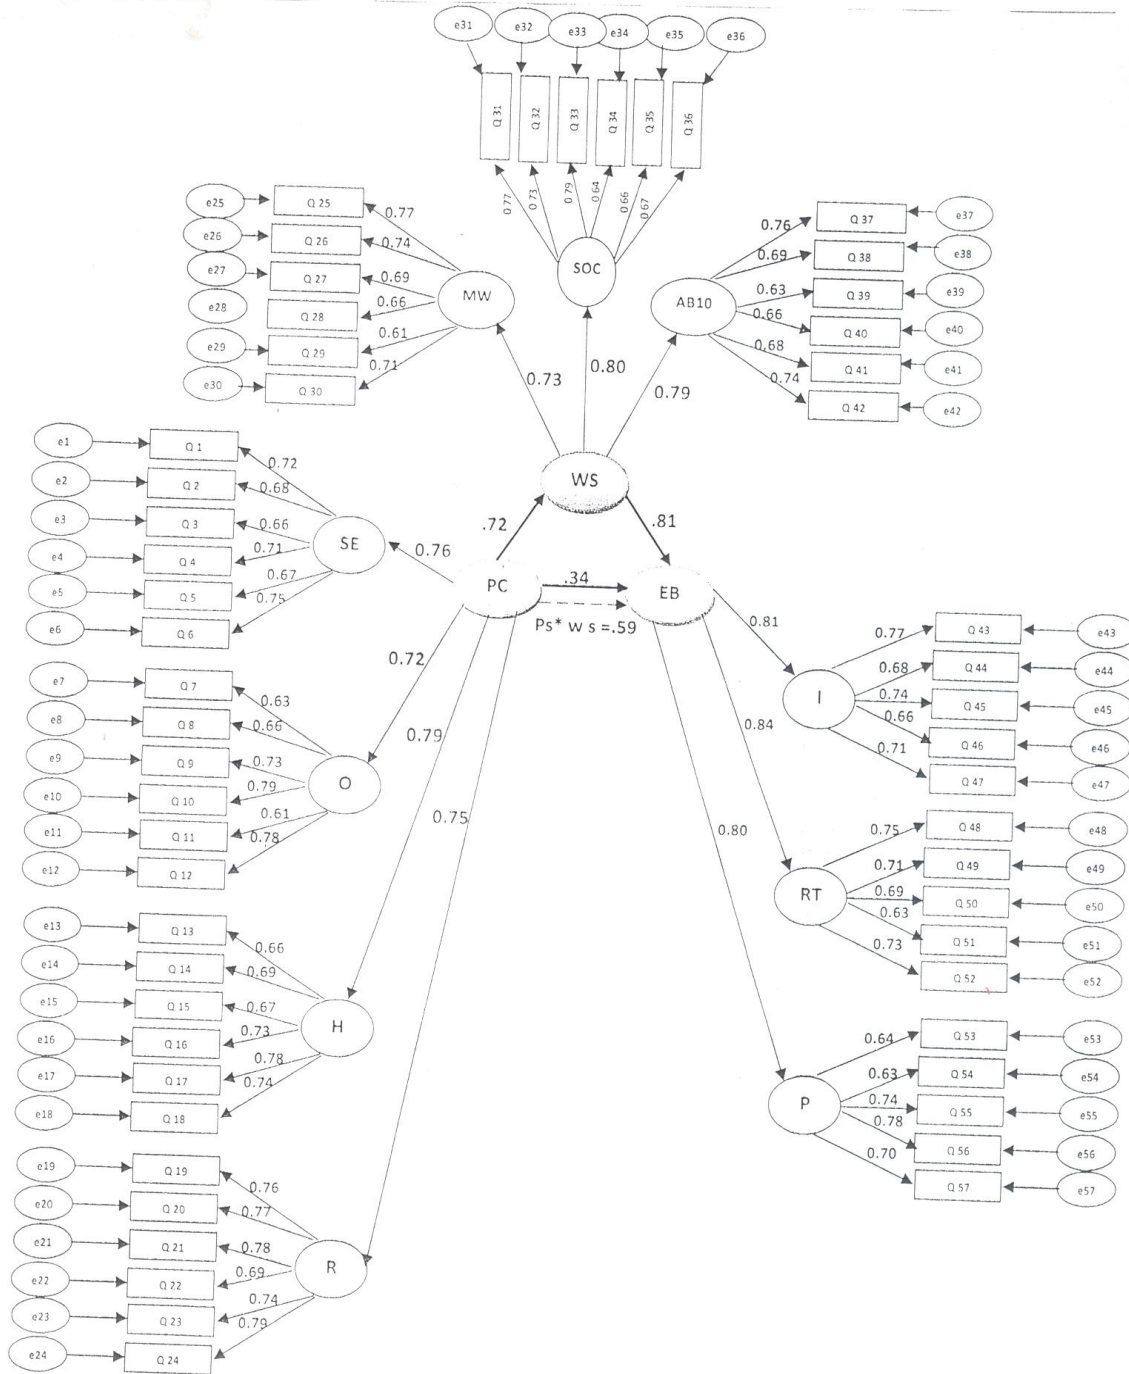 e31 e32 e33 e34 e35 e36
Q 31 Q 32 Q 33 Q 34 Q 35 Q 36
0.77 0.73 0.79 0.64 0.66 0.67
SOC
e25 Q 25 0.77
e26 Q 26 0.74
e27 Q 27 0.69
e28 Q 28 0.66
e29 Q 29 0.61
e30 Q 30 0.71
MW
AB10
0.76 Q 37 e37
0.69 Q 38 e38
0.63 Q 39 e39
0.66 Q 40 e40
0.68 Q 41 e41
0.74 Q 42 e42
0.73 0.80 0.79
WS
.72 .81
PC .34 EB
Ps* w s =.59
e1 Q 1 0.72
e2 Q 2 0.68
e3 Q 3 0.66
e4 Q 4 0.71
e5 Q 5 0.67
e6 Q 6 0.75
SE 0.76
e7 Q 7 0.63
e8 Q 8 0.66
e9 Q 9 0.73
e10 Q 10 0.79
e11 Q 11 0.61
e12 Q 12 0.78
O 0.72
e13 Q 13 0.66
e14 Q 14 0.69
e15 Q 15 0.67
e16 Q 16 0.73
e17 Q 17 0.78
e18 Q 18 0.74
H 0.79
e19 Q 19 0.76
e20 Q 20 0.77
e21 Q 21 0.78
e22 Q 22 0.69
e23 Q 23 0.74
e24 Q 24 0.79
R 0.75
0.81 I
0.77 Q 43 e43
0.68 Q 44 e44
0.74 Q 45 e45
0.66 Q 46 e46
0.71 Q 47 e47
0.84 RT
0.75 Q 48 e48
0.71 Q 49 e49
0.69 Q 50 e50
0.63 Q 51 e51
0.73 Q 52 e52
0.80 P
0.64 Q 53 e53
0.63 Q 54 e54
0.74 Q 55 e55
0.78 Q 56 e56
0.70 Q 57 e57